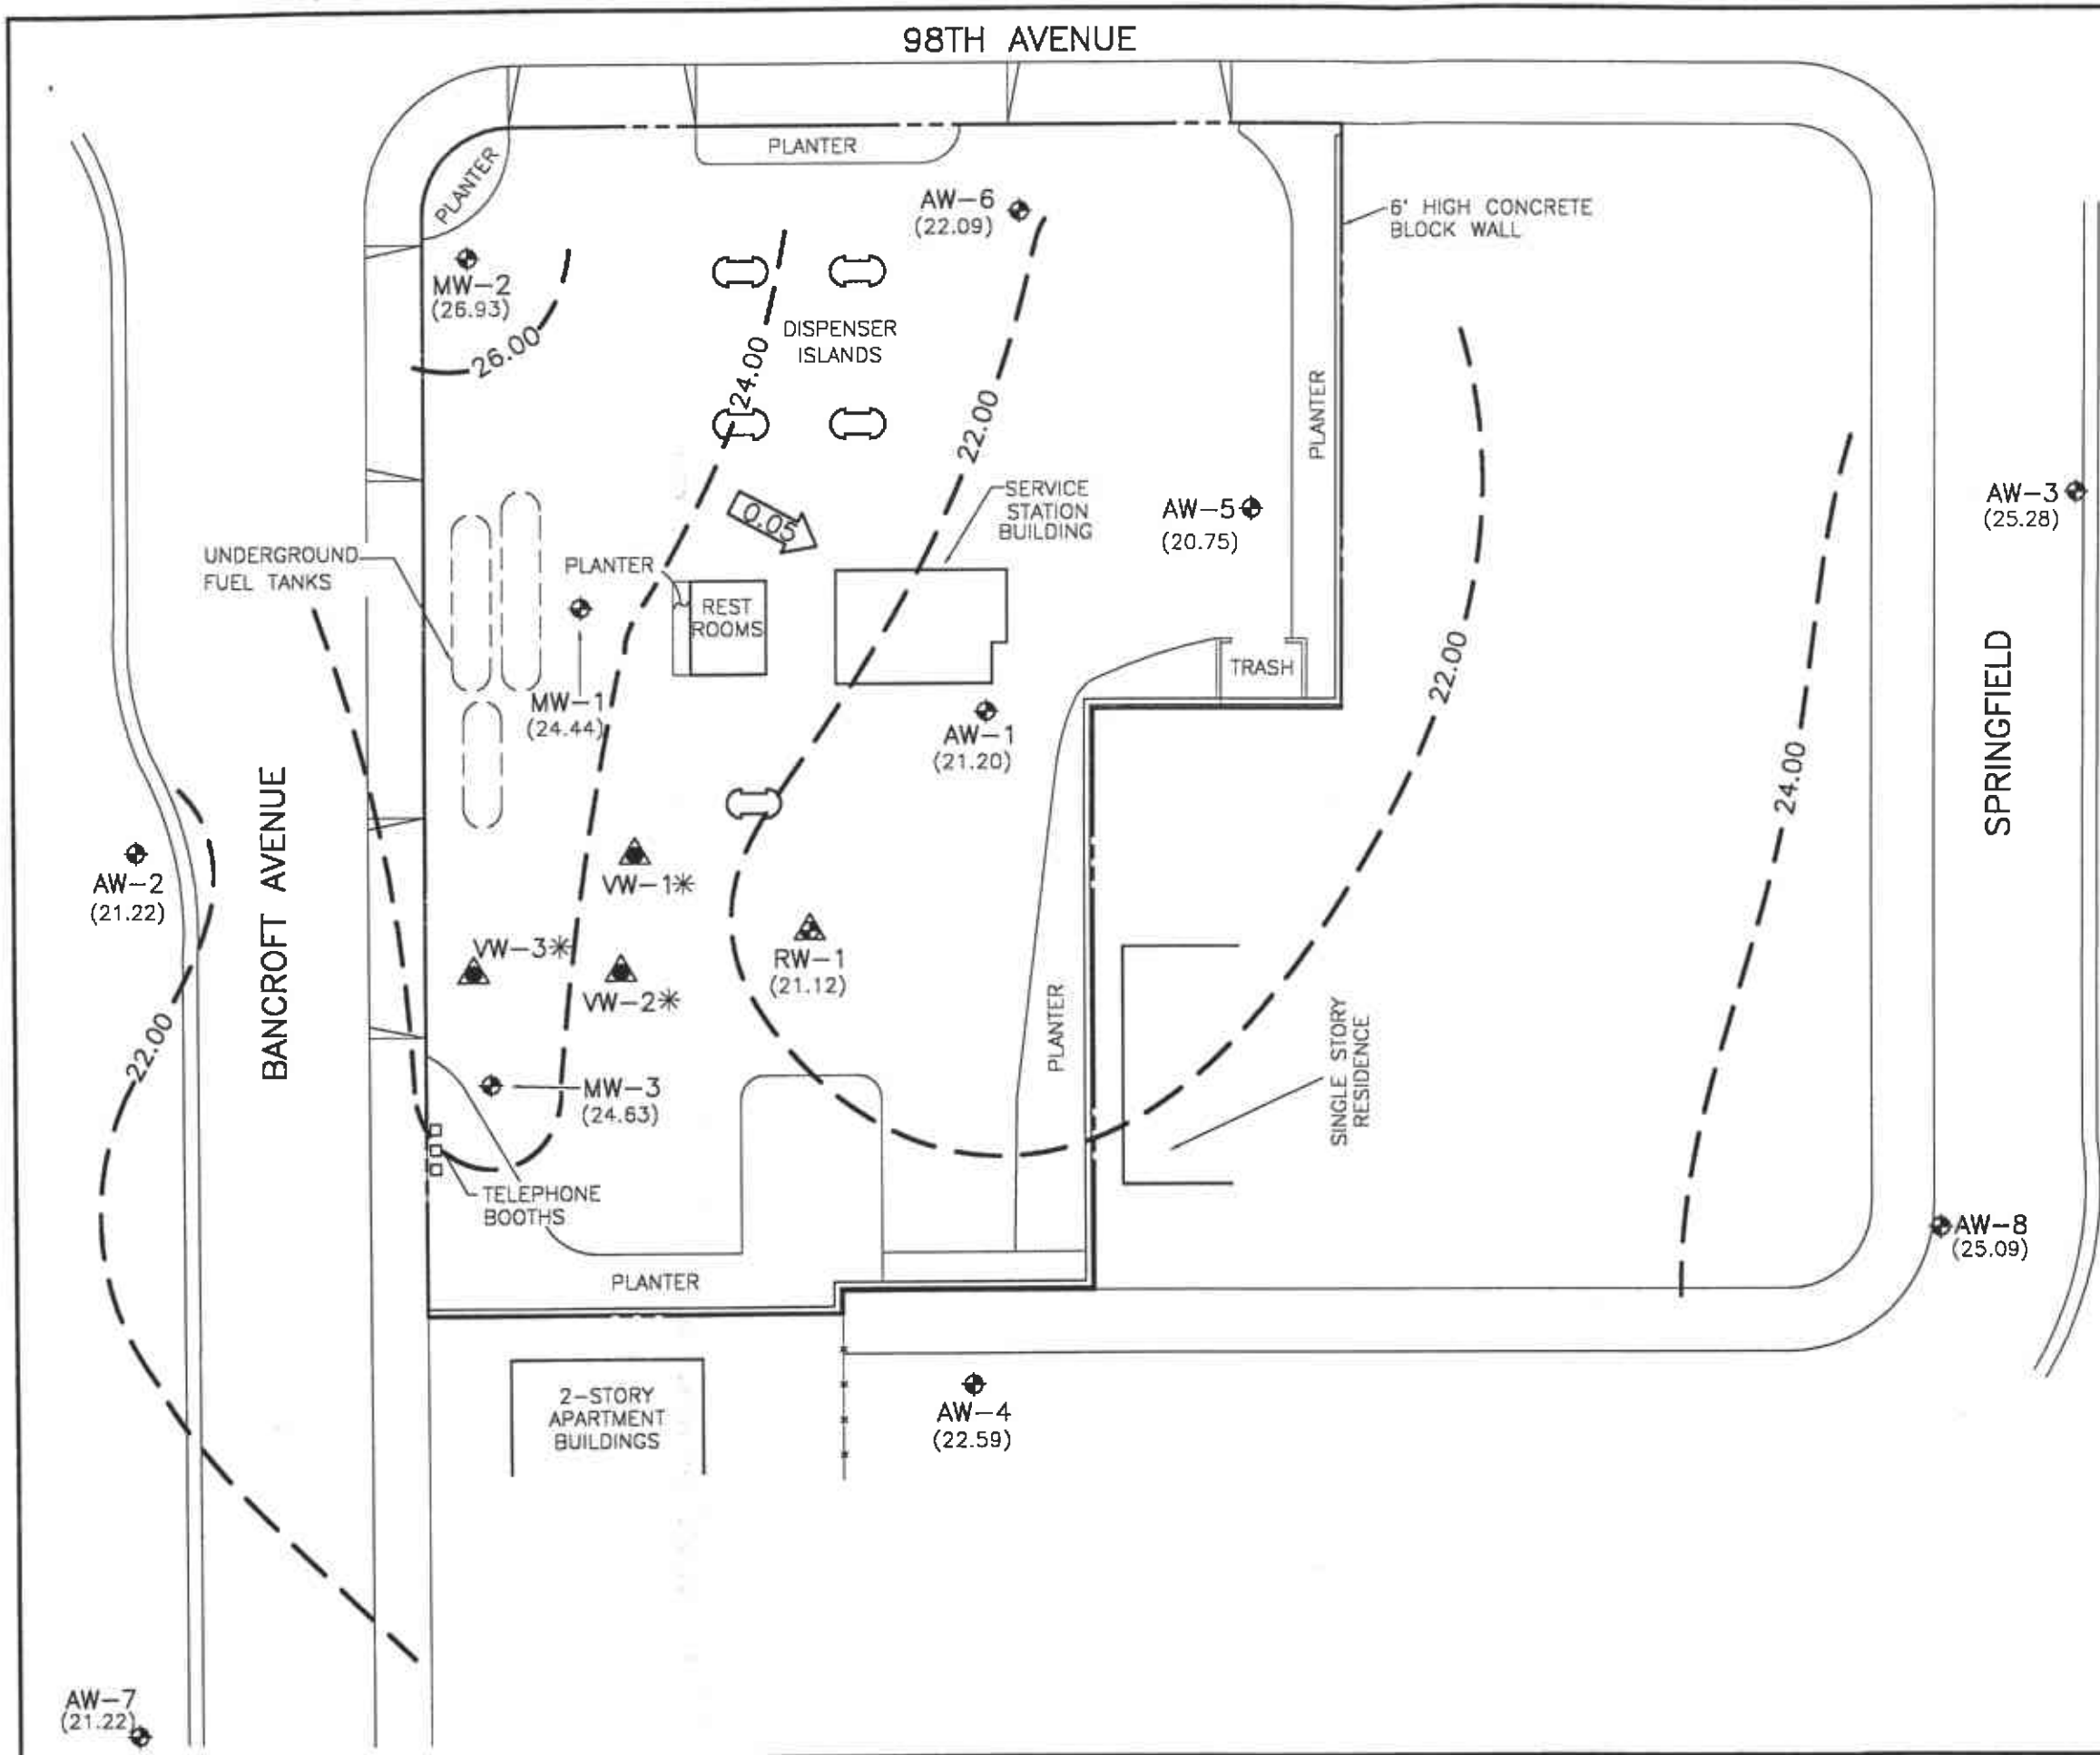 98TH AVENUE
PLANTER
PLANTER
AW-6
(22.09)
6' HIGH CONCRETE
BLOCK WALL
MW-2
(26.93)
26.00
24.00
DISPENSER
ISLANDS
22.00
PLANTER
SERVICE
STATION
BUILDING
AW-5
(20.75)
AW-3
(25.28)
0.05
UNDERGROUND
FUEL TANKS
PLANTER
REST
ROOMS
TRASH
22.00
SPRINGFIELD
MW-1
(24.44)
AW-1
(21.20)
24.00
BANCROFT AVENUE
AW-2
(21.22)
VW-1*
VW-3*
VW-2*
RW-1
(21.12)
22.00
PLANTER
SINGLE STORY
RESIDENCE
MW-3
(24.63)
TELEPHONE
BOOTHS
AW-8
(25.09)
PLANTER
2-STORY
APARTMENT
BUILDINGS
AW-4
(22.59)
AW-7
(21.22)